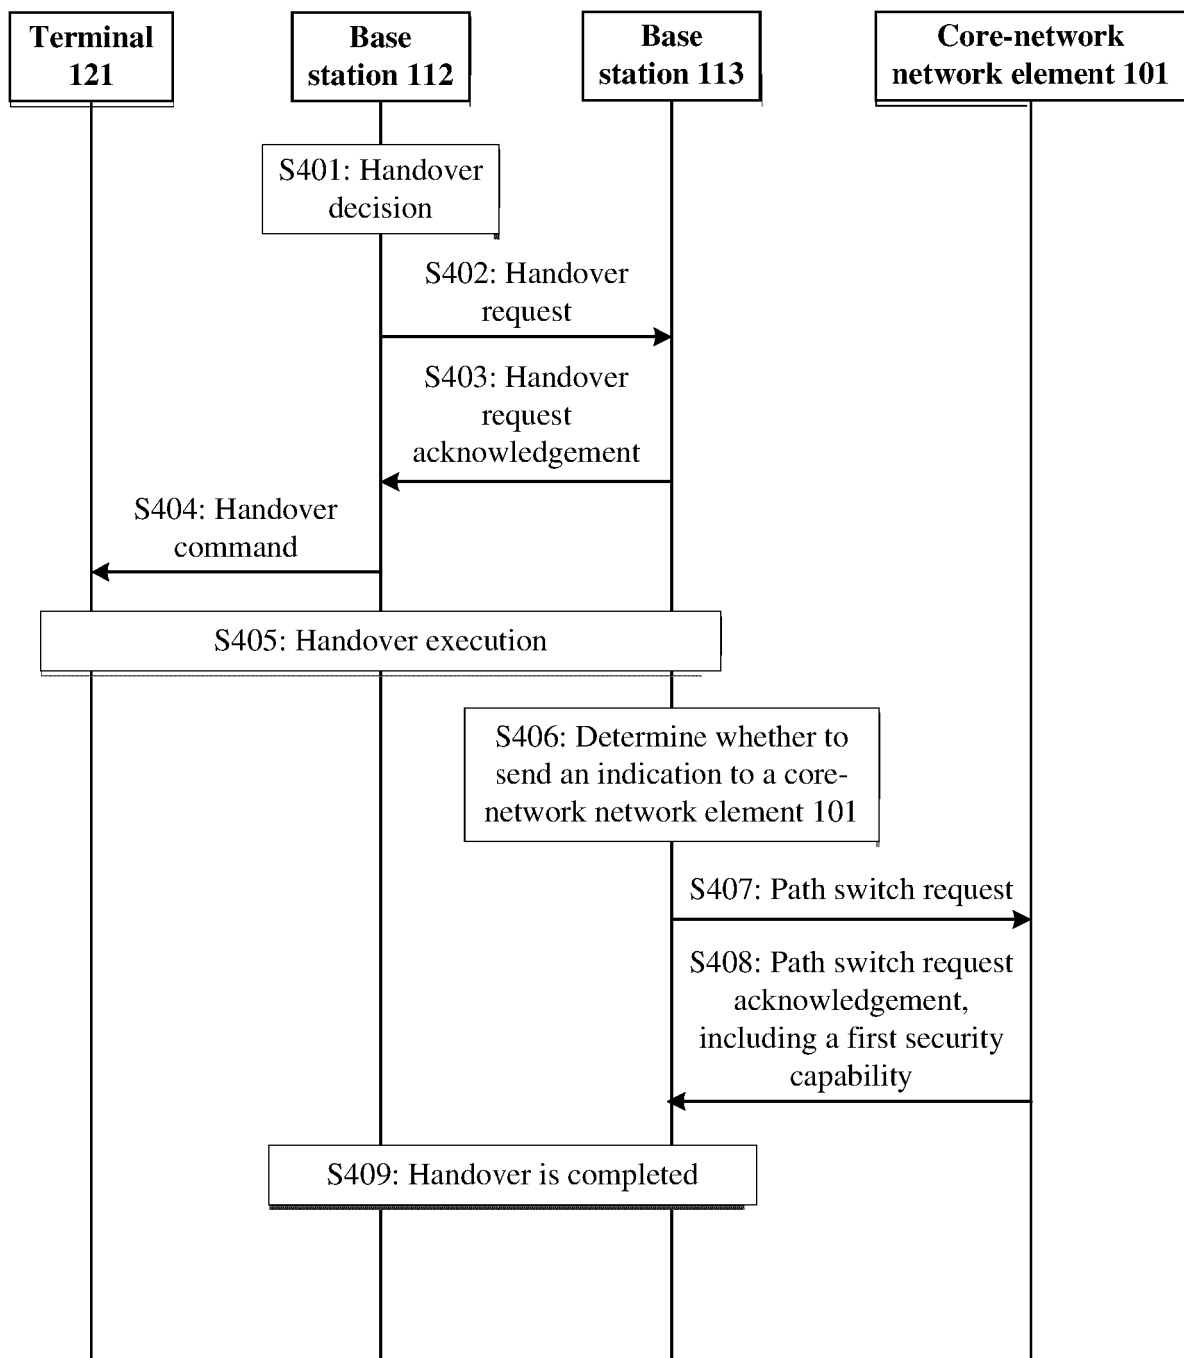 Terminal
121
Base
station 112
Base
station 113
Core-network
network element 101
S401: Handover
decision
S402: Handover
request
S403: Handover
request
acknowledgement
S404: Handover
command
S405: Handover execution
S406: Determine whether to
send an indication to a core-
network network element 101
S407: Path switch request
S408: Path switch request
acknowledgement,
including a first security
capability
S409: Handover is completed